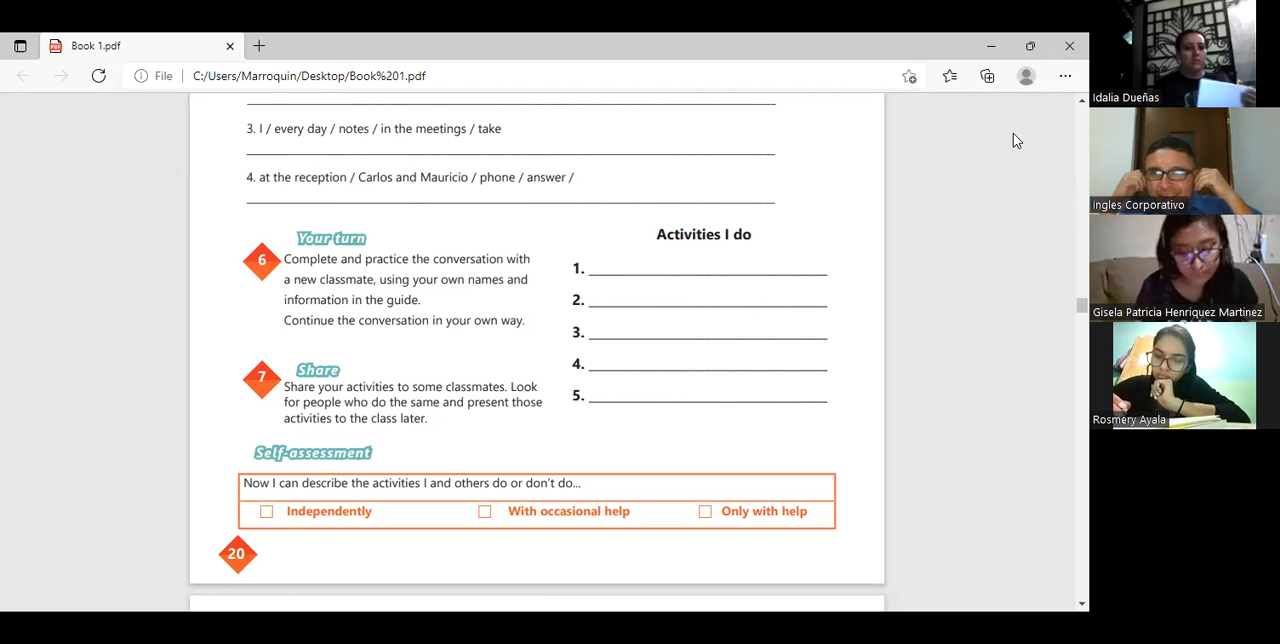 Book 1.pdf
File
C:/Users/Marroquin/Desktop/Book%201.pdf
3. I / every day / notes / in the meetings / take
4. at the reception / Carlos and Mauricio / phone / answer /
6
Your turn
Complete and practice the conversation with
a new classmate, using your own names and
information in the guide.
Continue the conversation in your own way.
7
Share
Share your activities to some classmates. Look
for people who do the same and present those
activities to the class later.
Activities I do
1.
2.
3.
4.
5.
Self-assessment
Now I can describe the activities I and others do or don't do...
Independently
With occasional help
Only with help
20
Idalia Dueñas
Ingles Corporativo
Gisela Patricia Henriquez Martinez
Rosmery Ayala